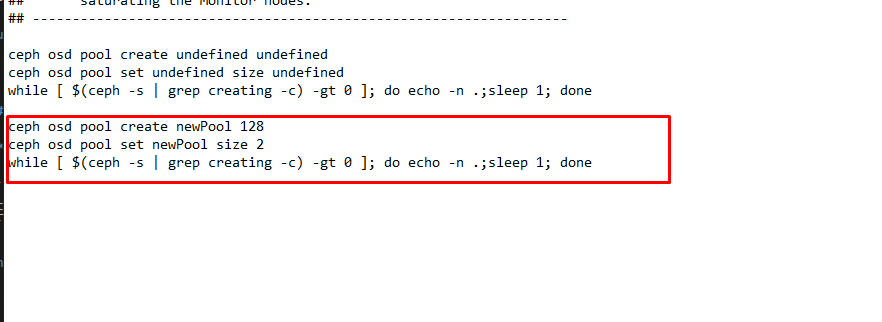 ## saturating the Monitor nodes.
## -------------------------------------------------------------------
ceph osd pool create undefined undefined
ceph osd pool set undefined size undefined
while [ $(ceph -s | grep creating -c) -gt 0 ]; do echo -n .;sleep 1; done
ceph osd pool create newPool 128
ceph osd pool set newPool size 2
while [ $(ceph -s | grep creating -c) -gt 0 ]; do echo -n .;sleep 1; done